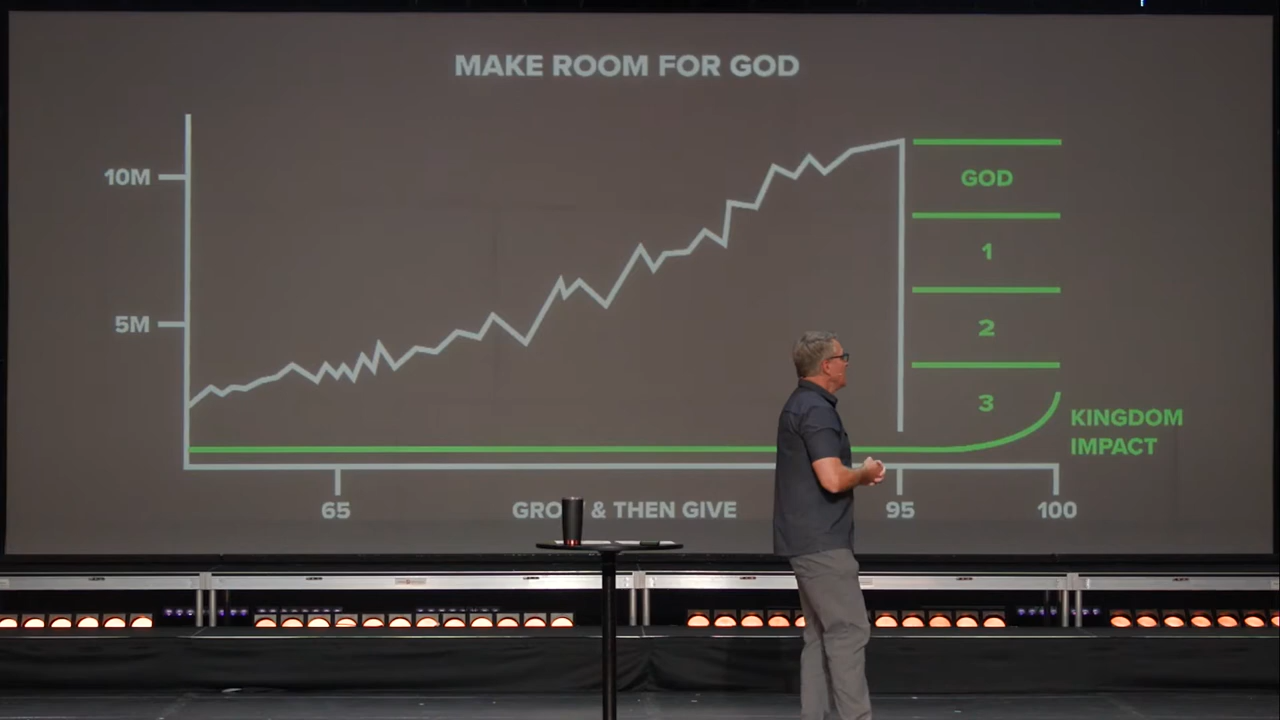 MAKE ROOM FOR GOD
10M
5M
GOD
1
2
3
KINGDOM
IMPACT
65
& THEN GIVE
95
100